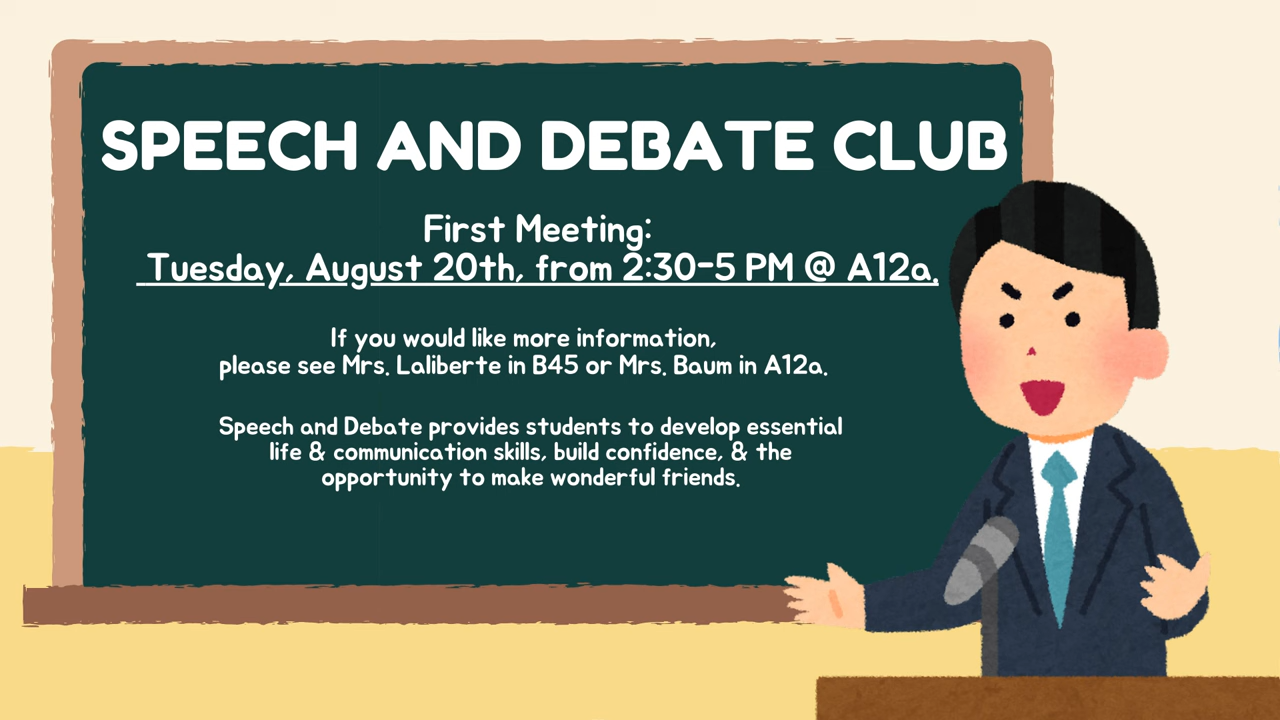 SPEECH AND DEBATE CLUB
First Meeting:
Tuesday, August 20th, from 2:30-5 PM @ A12a.
If you would like more information,
please see Mrs. Laliberte in B45 or Mrs. Baum in A12a.
Speech and Debate provides students to develop essential
life & communication skills, build confidence, & the
opportunity to make wonderful friends.